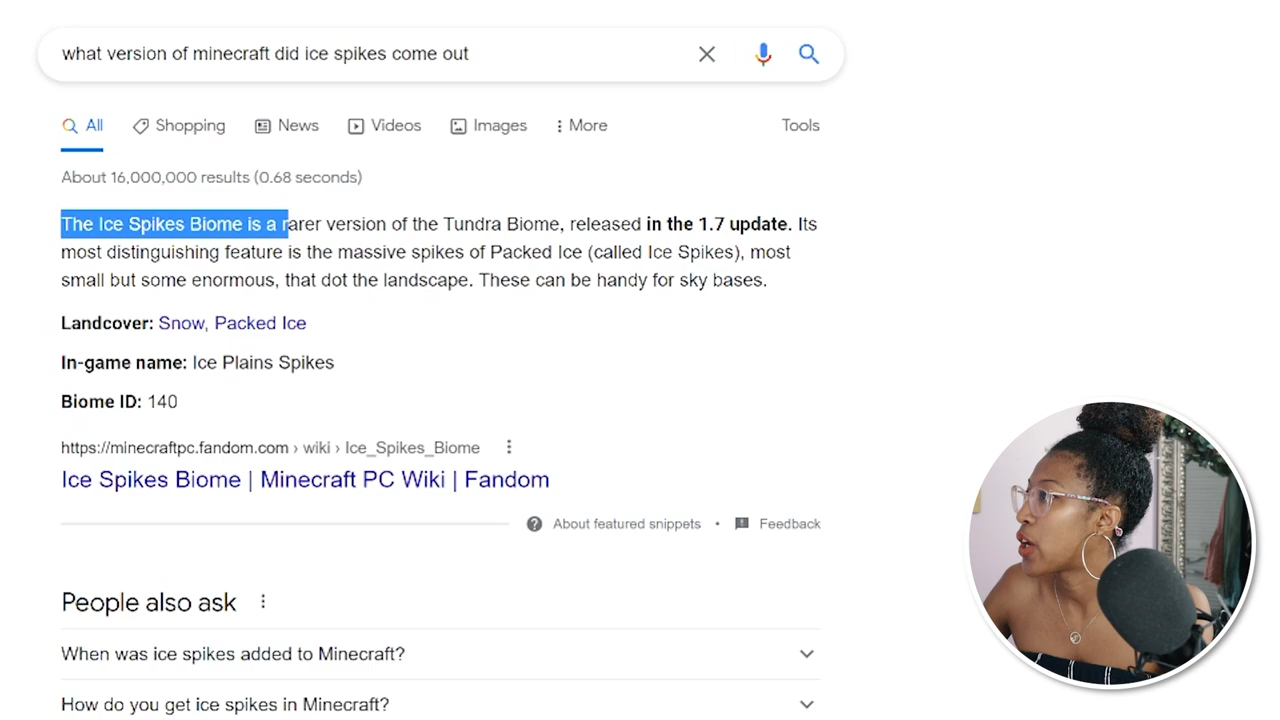 what version of minecraft did ice spikes come out
All Shopping News Videos Images More Tools
About 16,000,000 results (0.68 seconds)
The Ice Spikes Biome is a rarer version of the Tundra Biome, released in the 1.7 update. Its
most distinguishing feature is the massive spikes of Packed Ice (called Ice Spikes), most
small but some enormous, that dot the landscape. These can be handy for sky bases.
Landcover: Snow, Packed Ice
In-game name: Ice Plains Spikes
Biome ID: 140
https://minecraftpc.fandom.com › wiki › Ice_Spikes_Biome
Ice Spikes Biome | Minecraft PC Wiki | Fandom
About featured snippets • Feedback
People also ask
When was ice spikes added to Minecraft?
How do you get ice spikes in Minecraft?